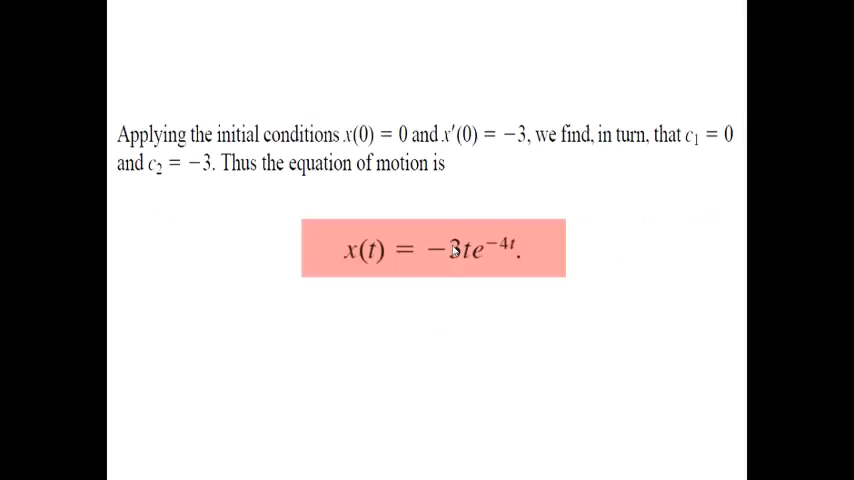 Applying the initial conditions x(0) = 0 and x′(0) = −3, we find, in turn, that c₁ = 0
and c₂ = −3. Thus the equation of motion is
x(t) = −3te⁻⁴ᵗ.